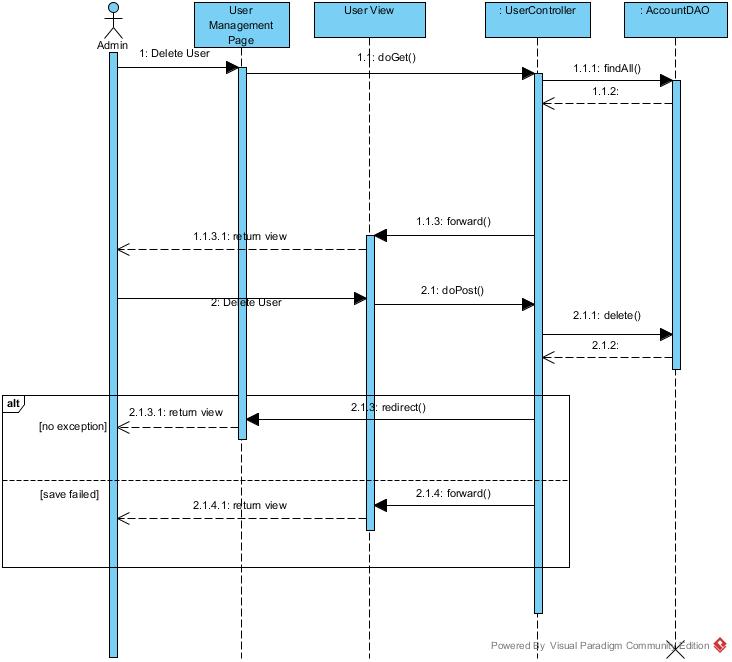 User
Management
Page
User View
: UserController
: AccountDAO
Admin
1: Delete User
1.1: doGet()
1.1.1: findAll()
1.1.2:
1.1.3: forward()
1.1.3.1: return view
2: Delete User
2.1: doPost()
2.1.1: delete()
2.1.2:
alt
2.1.3: redirect()
2.1.3.1: return view
[no exception]
[save failed]
2.1.4: forward()
2.1.4.1: return view
Powered By Visual Paradigm Community Edition